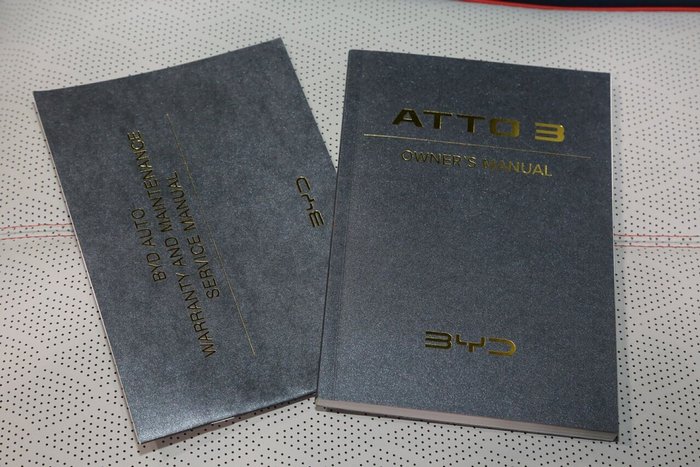 BYD AUTO
WARRANTY AND MAINTENANCE
SERVICE MANUAL
BYD
ATTO 3
OWNER'S MANUAL
BYD